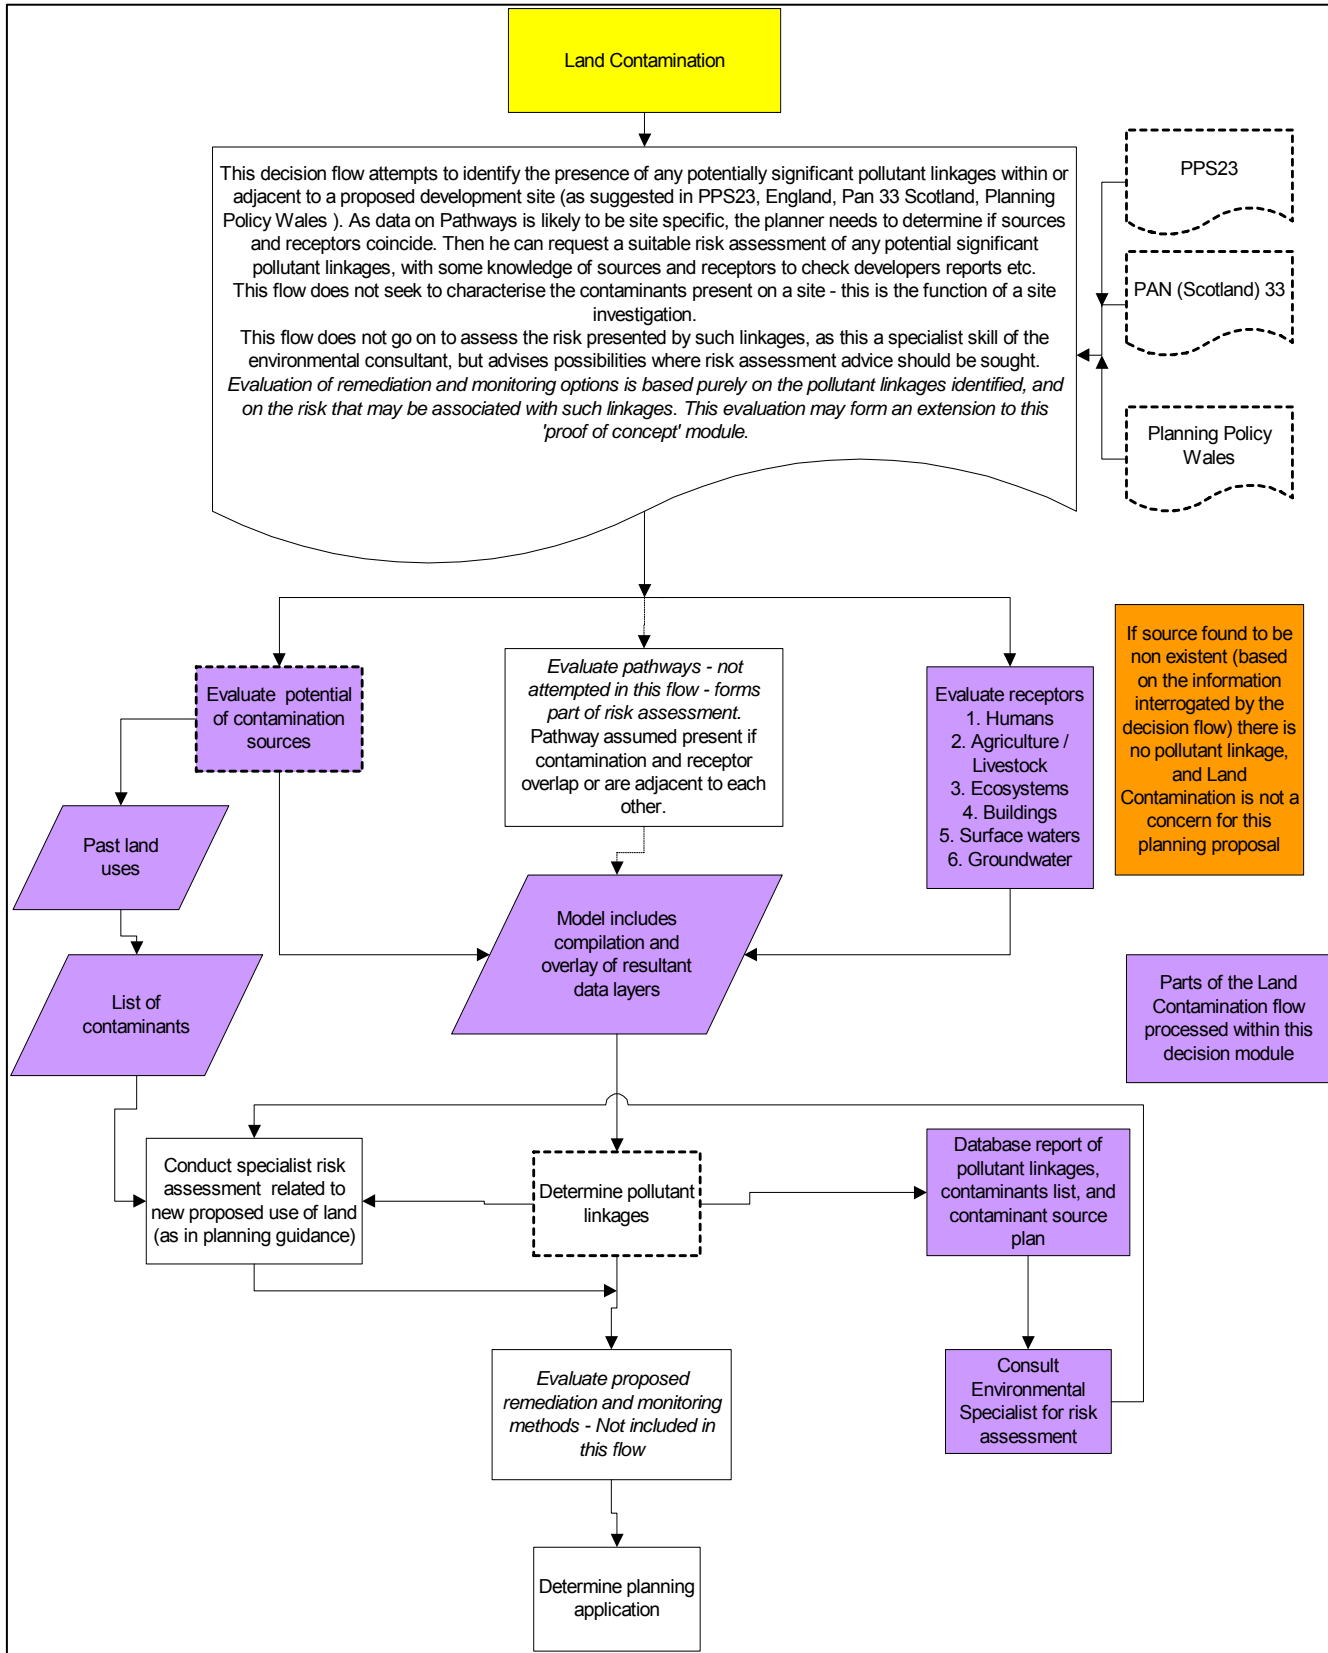 Land Contamination
This decision flow attempts to identify the presence of any potentially significant pollutant linkages within or
adjacent to a proposed development site (as suggested in PPS23, England, Pan 33 Scotland, Planning
Policy Wales ). As data on Pathways is likely to be site specific, the planner needs to determine if sources
and receptors coincide. Then he can request a suitable risk assessment of any potential significant
pollutant linkages, with some knowledge of sources and receptors to check developers reports etc.
This flow does not seek to characterise the contaminants present on a site - this is the function of a site
investigation.
This flow does not go on to assess the risk presented by such linkages, as this a specialist skill of the
environmental consultant, but advises possibilities where risk assessment advice should be sought.
Evaluation of remediation and monitoring options is based purely on the pollutant linkages identified, and
on the risk that may be associated with such linkages. This evaluation may form an extension to this
'proof of concept' module.
PPS23
PAN (Scotland) 33
Planning Policy
Wales
Evaluate potential
of contamination
sources
Evaluate pathways - not
attempted in this flow - forms
part of risk assessment.
Pathway assumed present if
contamination and receptor
overlap or are adjacent to each
other.
Evaluate receptors
1. Humans
2. Agriculture /
Livestock
3. Ecosystems
4. Buildings
5. Surface waters
6. Groundwater
If source found to be
non existent (based
on the information
interrogated by the
decision flow) there is
no pollutant linkage,
and Land
Contamination is not a
concern for this
planning proposal
Past land
uses
Model includes
compilation and
overlay of resultant
data layers
List of
contaminants
Parts of the Land
Contamination flow
processed within this
decision module
Conduct specialist risk
assessment related to
new proposed use of land
(as in planning guidance)
Determine pollutant
linkages
Database report of
pollutant linkages,
contaminants list, and
contaminant source
plan
Evaluate proposed
remediation and monitoring
methods - Not included in
this flow
Consult
Environmental
Specialist for risk
assessment
Determine planning
application